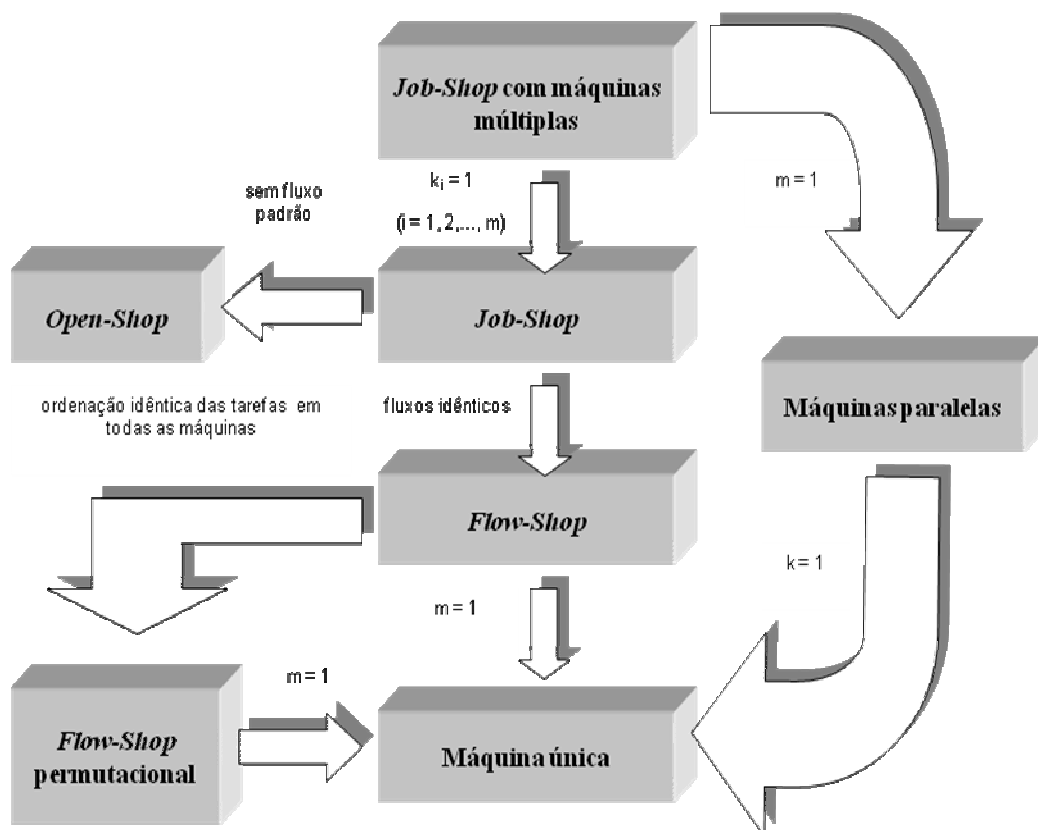 Job-Shop com máquinas
múltiplas
sem fluxo
padrão
k_i = 1
(i = 1, 2,..., m)
m = 1
Open-Shop
Job-Shop
ordenação idêntica das tarefas em
todas as máquinas
fluxos idênticos
Máquinas paralelas
Flow-Shop
k = 1
m = 1
m = 1
Flow-Shop
permutacional
Máquina única